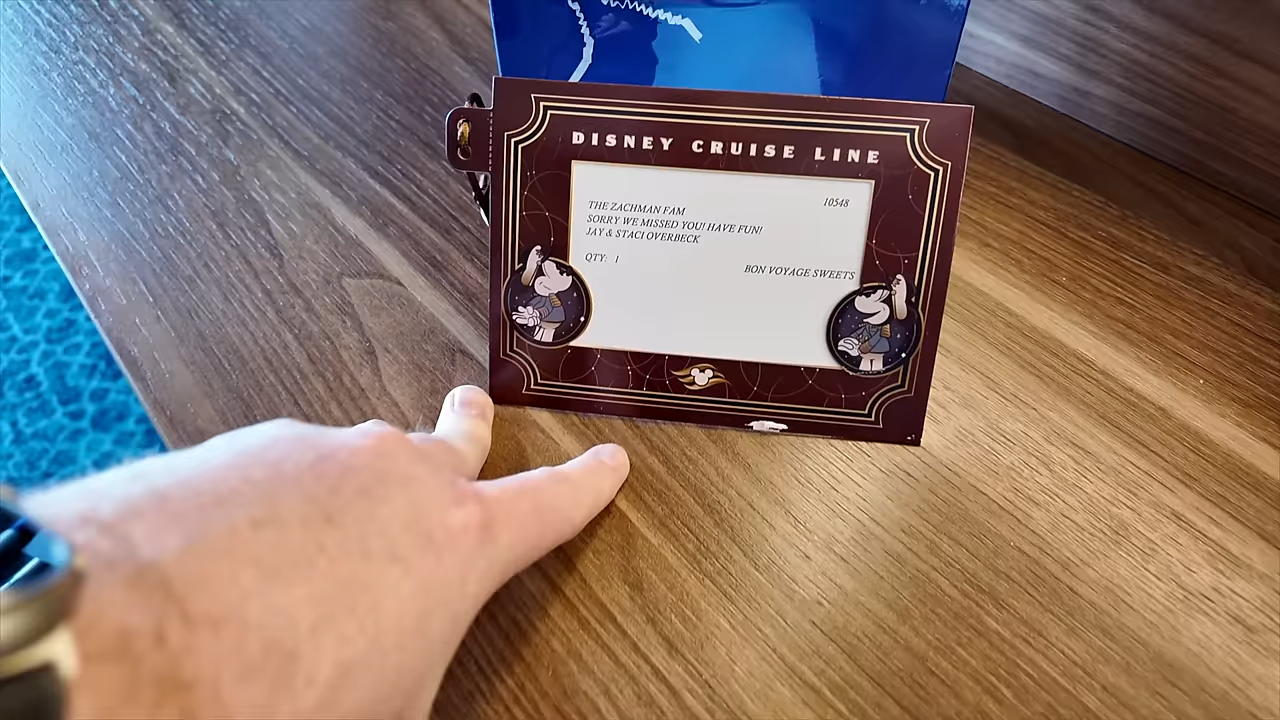 DISNEY CRUISE LINE
10548
THE ZACHMAN FAM
SORRY WE MISSED YOU! HAVE FUN!
JAY & STACI OVERBECK
QTY: 1
BON VOYAGE SWEETS